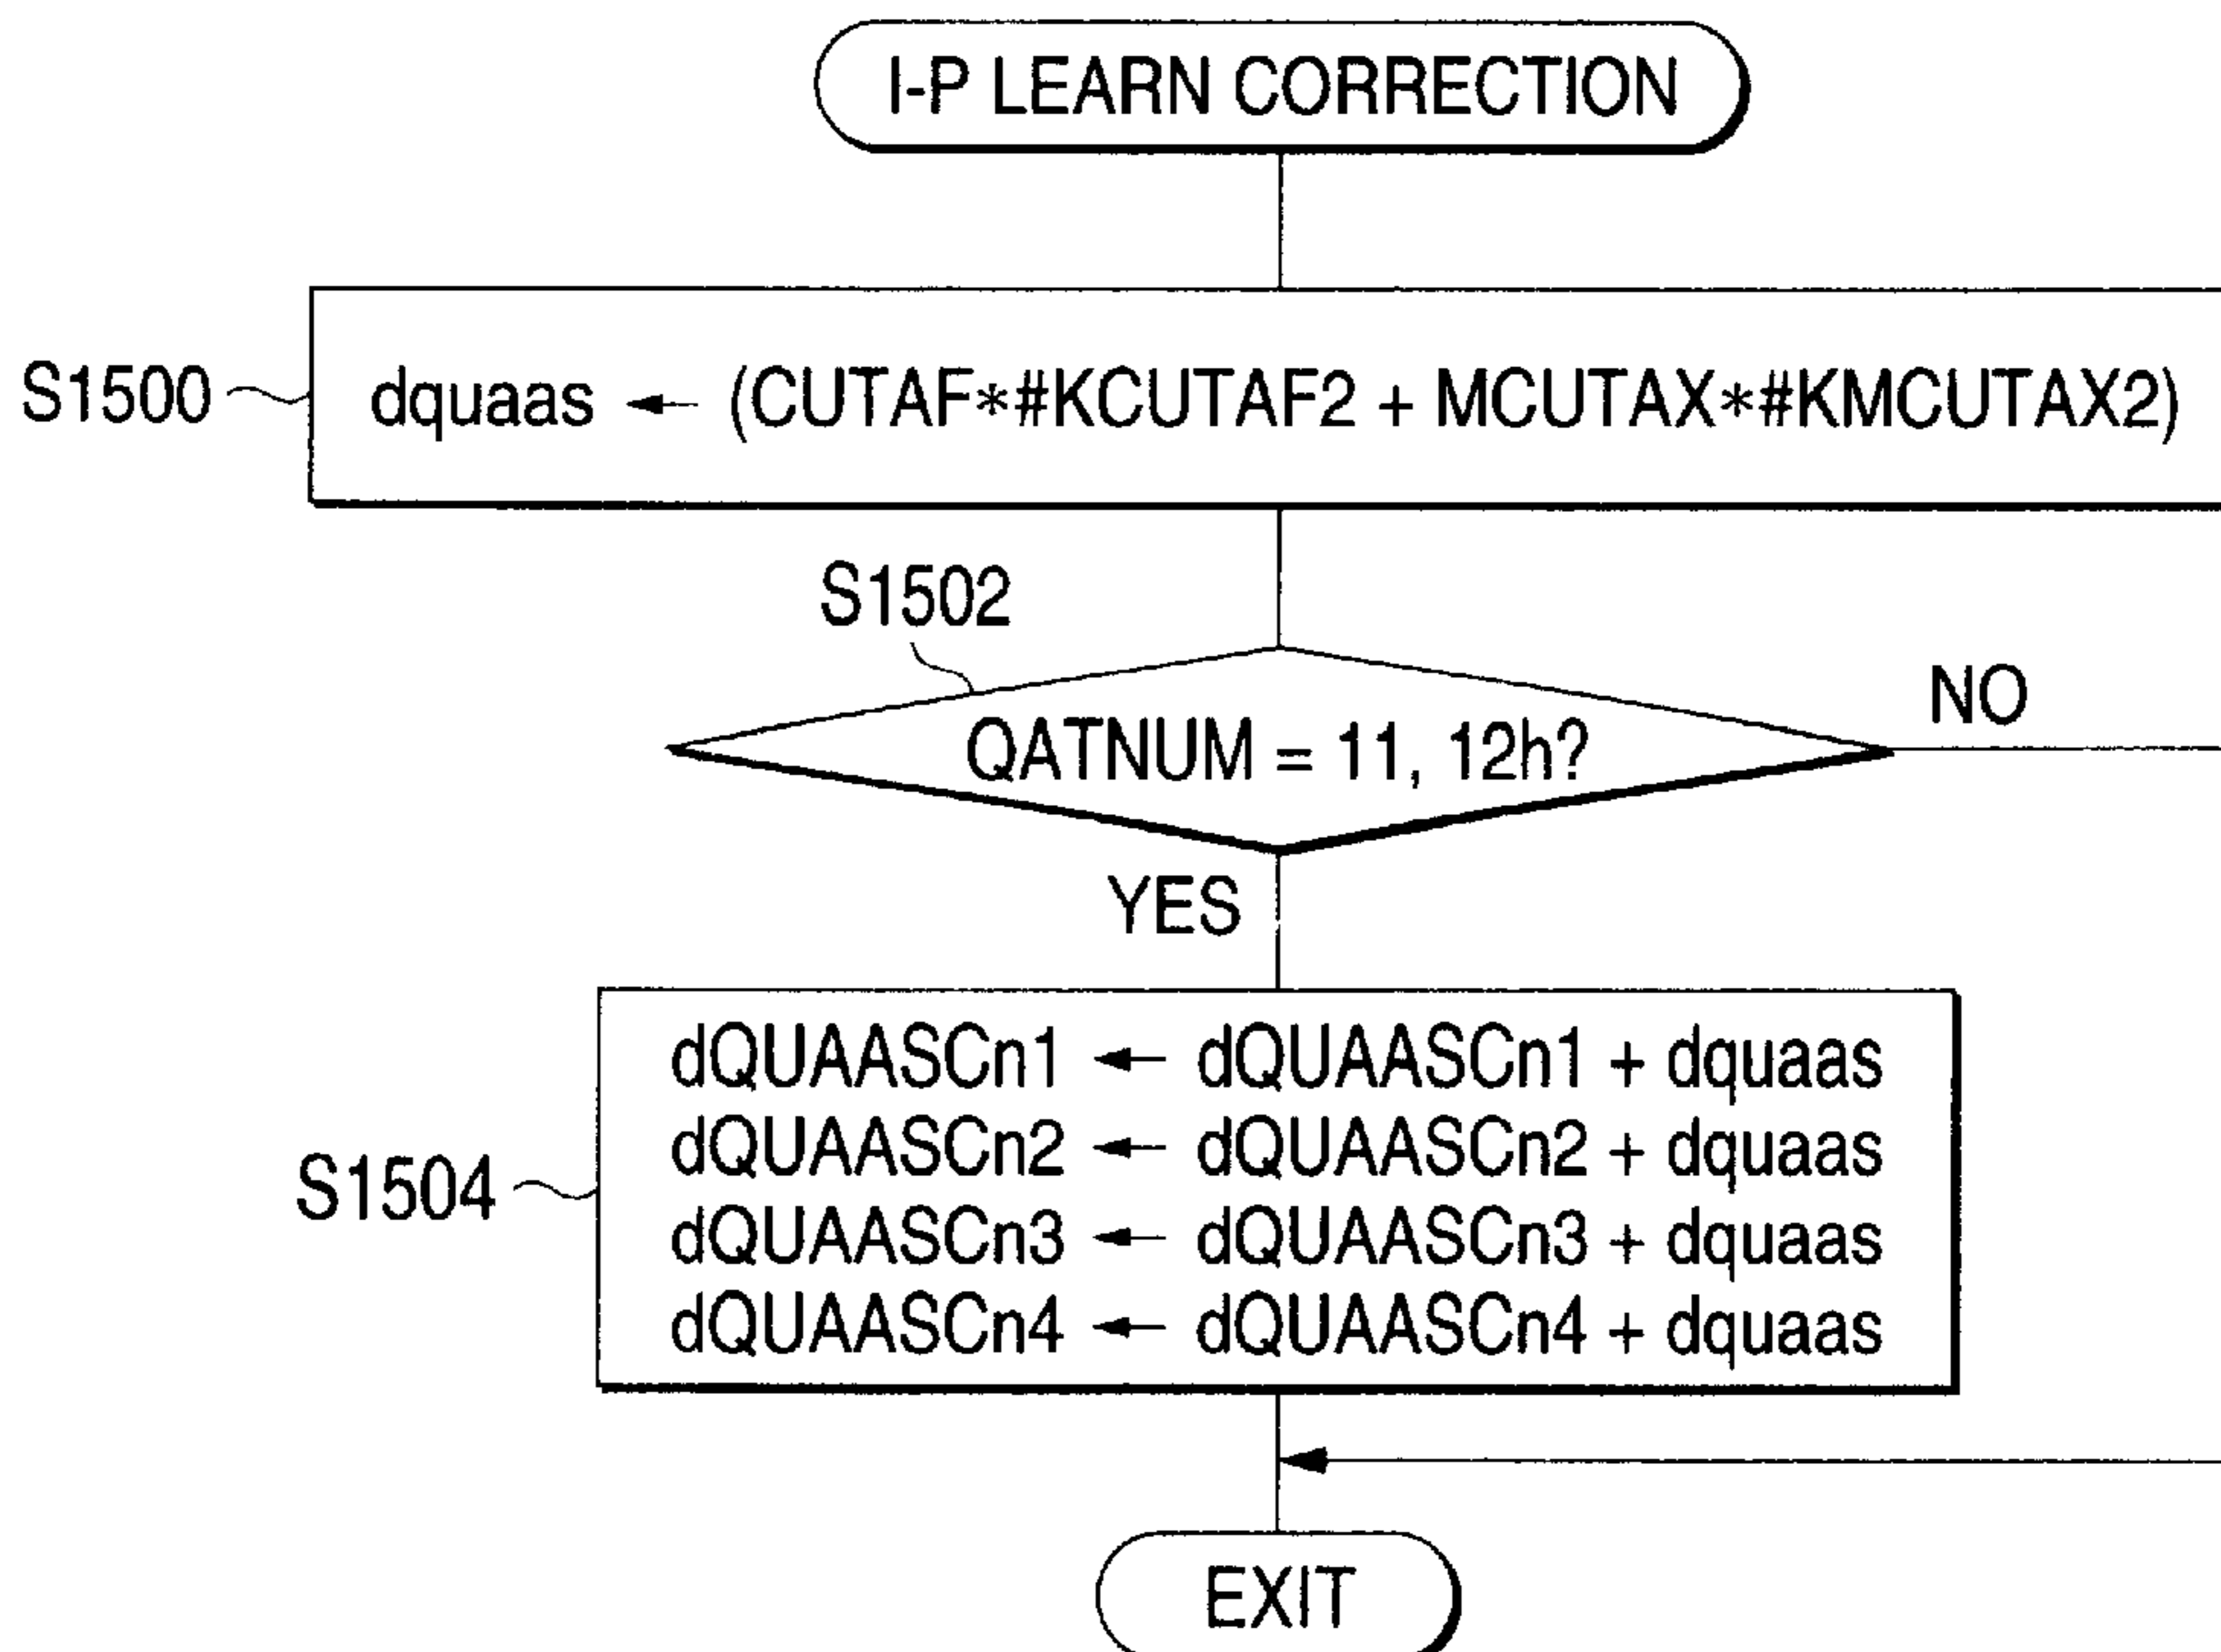 I-P LEARN CORRECTION
S1500
dquaas ← (CUTAF*#KCUTAF2 + MCUTAX*#KMCUTAX2)
S1502
QATNUM = 11, 12h?
NO
YES
S1504
dQUAASCn1 ← dQUAASCn1 + dquaas
dQUAASCn2 ← dQUAASCn2 + dquaas
dQUAASCn3 ← dQUAASCn3 + dquaas
dQUAASCn4 ← dQUAASCn4 + dquaas
EXIT